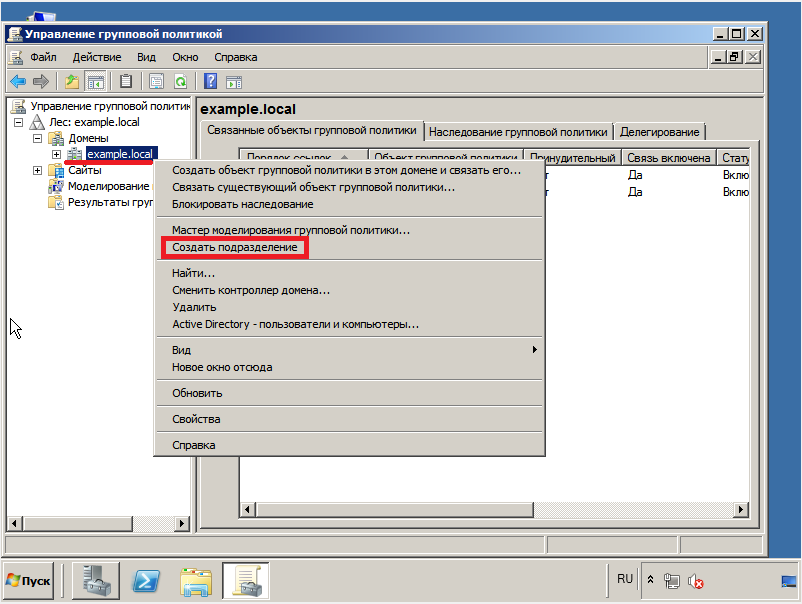 Управление групповой политикой
Файл Действие Вид Окно Справка
Управление групповой политик
Лес: example.local
Домены
example.local
Сайты
Моделирование
Результаты груп
example.local
Связанные объекты групповой политики Наследование групповой политики Делегирование
Порядок ссылок Объект групповой политики Принудительный Связь включена Стату
Да Вклю
Да Вклю
Создать объект групповой политики в этом домене и связать его...
Связать существующий объект групповой политики...
Блокировать наследование
Мастер моделирования групповой политики...
Создать подразделение
Найти...
Сменить контроллер домена...
Удалить
Active Directory - пользователи и компьютеры...
Вид
Новое окно отсюда
Обновить
Свойства
Справка
Пуск
RU